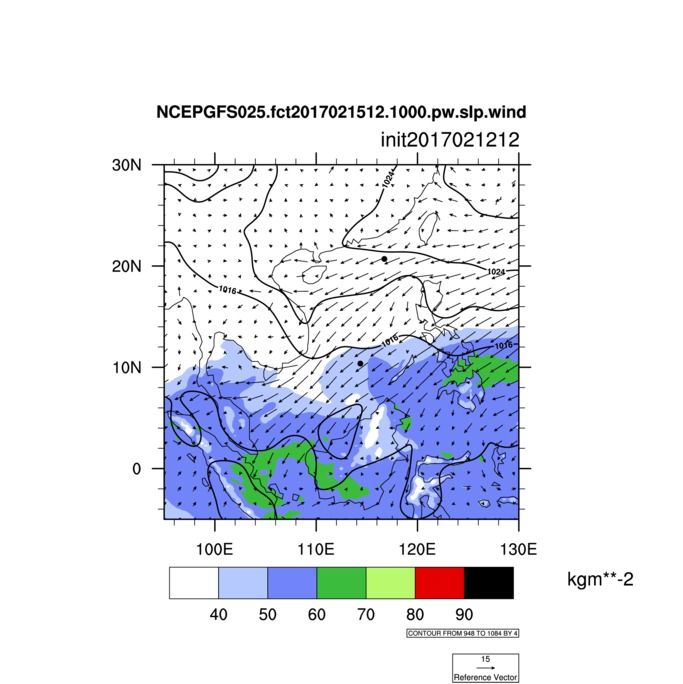 NCEPGFS025.fct2017021512.1000.pw.slp.wind
init2017021212
30N
20N
10N
0
1024
1024
1016
1016
1016
100E 110E 120E 130E
kgm**-2
40 50 60 70 80 90
CONTOUR FROM 948 TO 1084 BY 4
15
Reference Vector